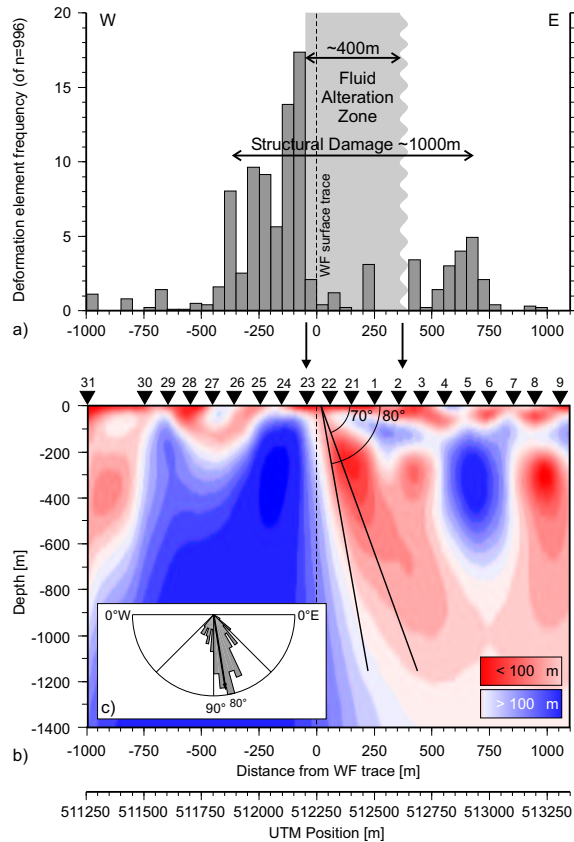 W
E
Deformation element frequency (of n=996)
20
15
10
5
0
~400m
Fluid
Alteration
Zone
Structural Damage ~1000m
WF surface trace
-1000 -750 -500 -250 0 250 500 750 1000
a)
31 30 29 28 27 26 25 24 23 22 21 1 2 3 4 5 6 7 8 9
Depth [m]
0
-200
-400
-600
-800
-1000
-1200
-1400
70° 80°
0°W
0°E
90°
80°
c)
< 100 m
> 100 m
-1000 -750 -500 -250 0 250 500 750 1000
b)
Distance from WF trace [m]
511250 511500 511750 512000 512250 512500 512750 513000 513250
UTM Position [m]